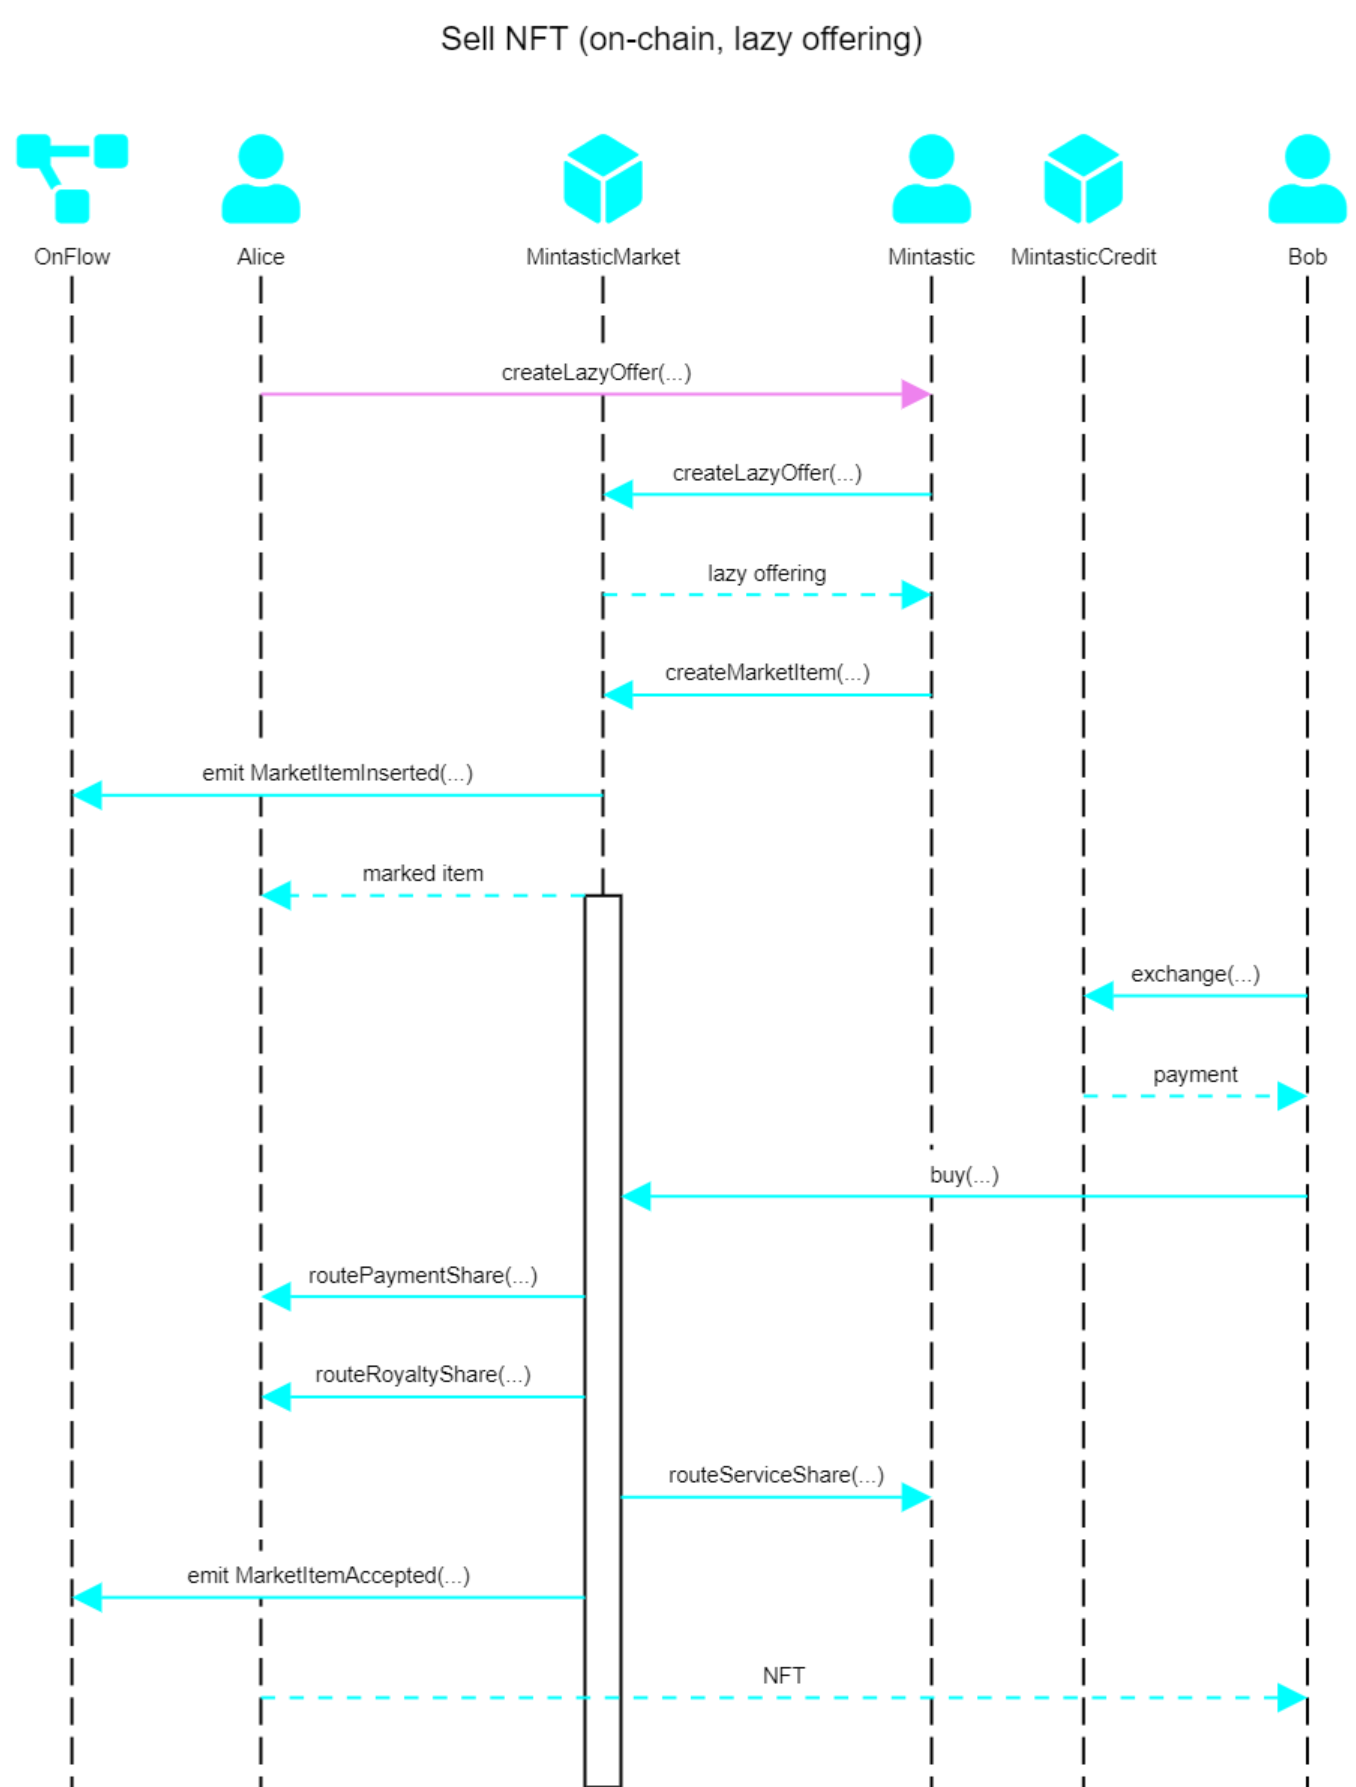 Sell NFT (on-chain, lazy offering)
OnFlow
Alice
MintasticMarket
Mintastic
MintasticCredit
Bob
createLazyOffer(...)
createLazyOffer(...)
lazy offering
createMarketItem(...)
emit MarketItemInserted(...)
marked item
exchange(...)
payment
buy(...)
routePaymentShare(...)
routeRoyaltyShare(...)
routeServiceShare(...)
emit MarketItemAccepted(...)
NFT